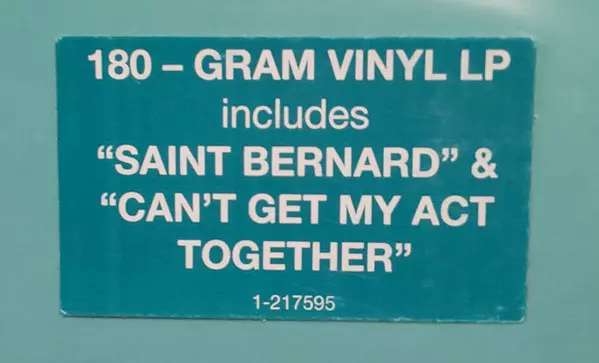 180 – GRAM VINYL LP
includes
“SAINT BERNARD” &
“CAN’T GET MY ACT
TOGETHER”
1-217595